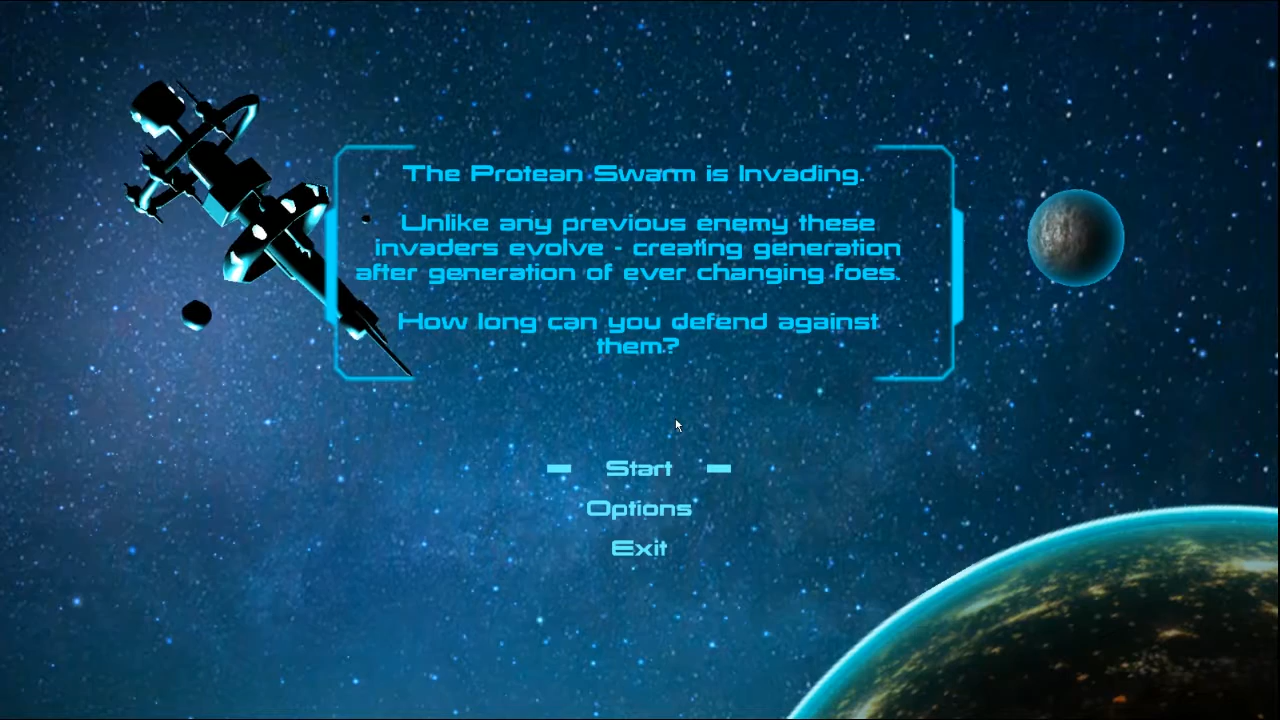 The Protean Swarm is Invading.
Unlike any previous enemy these
invaders evolve - creating generation
after generation of ever changing foes.
How long can you defend against
them?
Start
Options
Exit